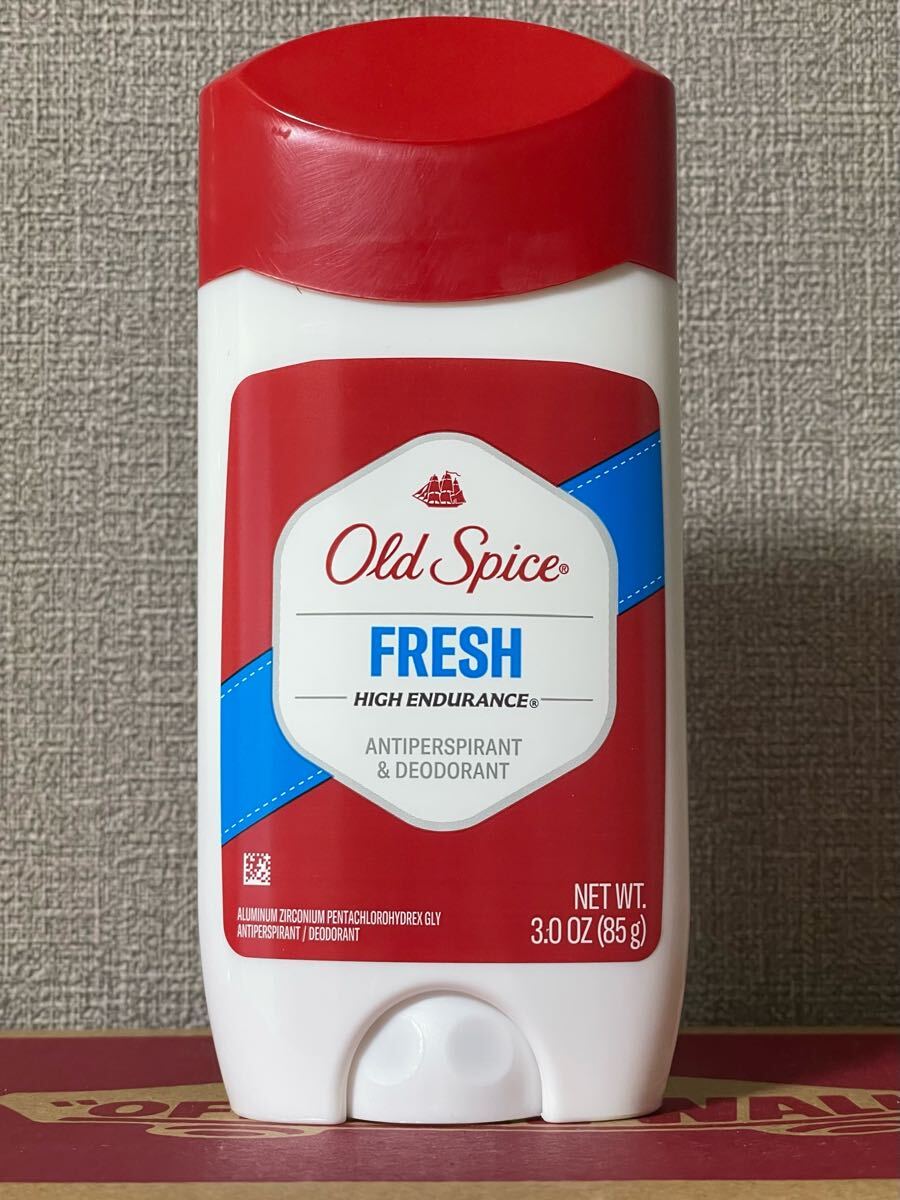 Old Spice®
FRESH
HIGH ENDURANCE®
ANTIPERSPIRANT
& DEODORANT
ALUMINUM ZIRCONIUM PENTACHLOROHYDREX GLY
ANTIPERSPIRANT / DEODORANT
NET WT.
3.0 OZ (85 g)